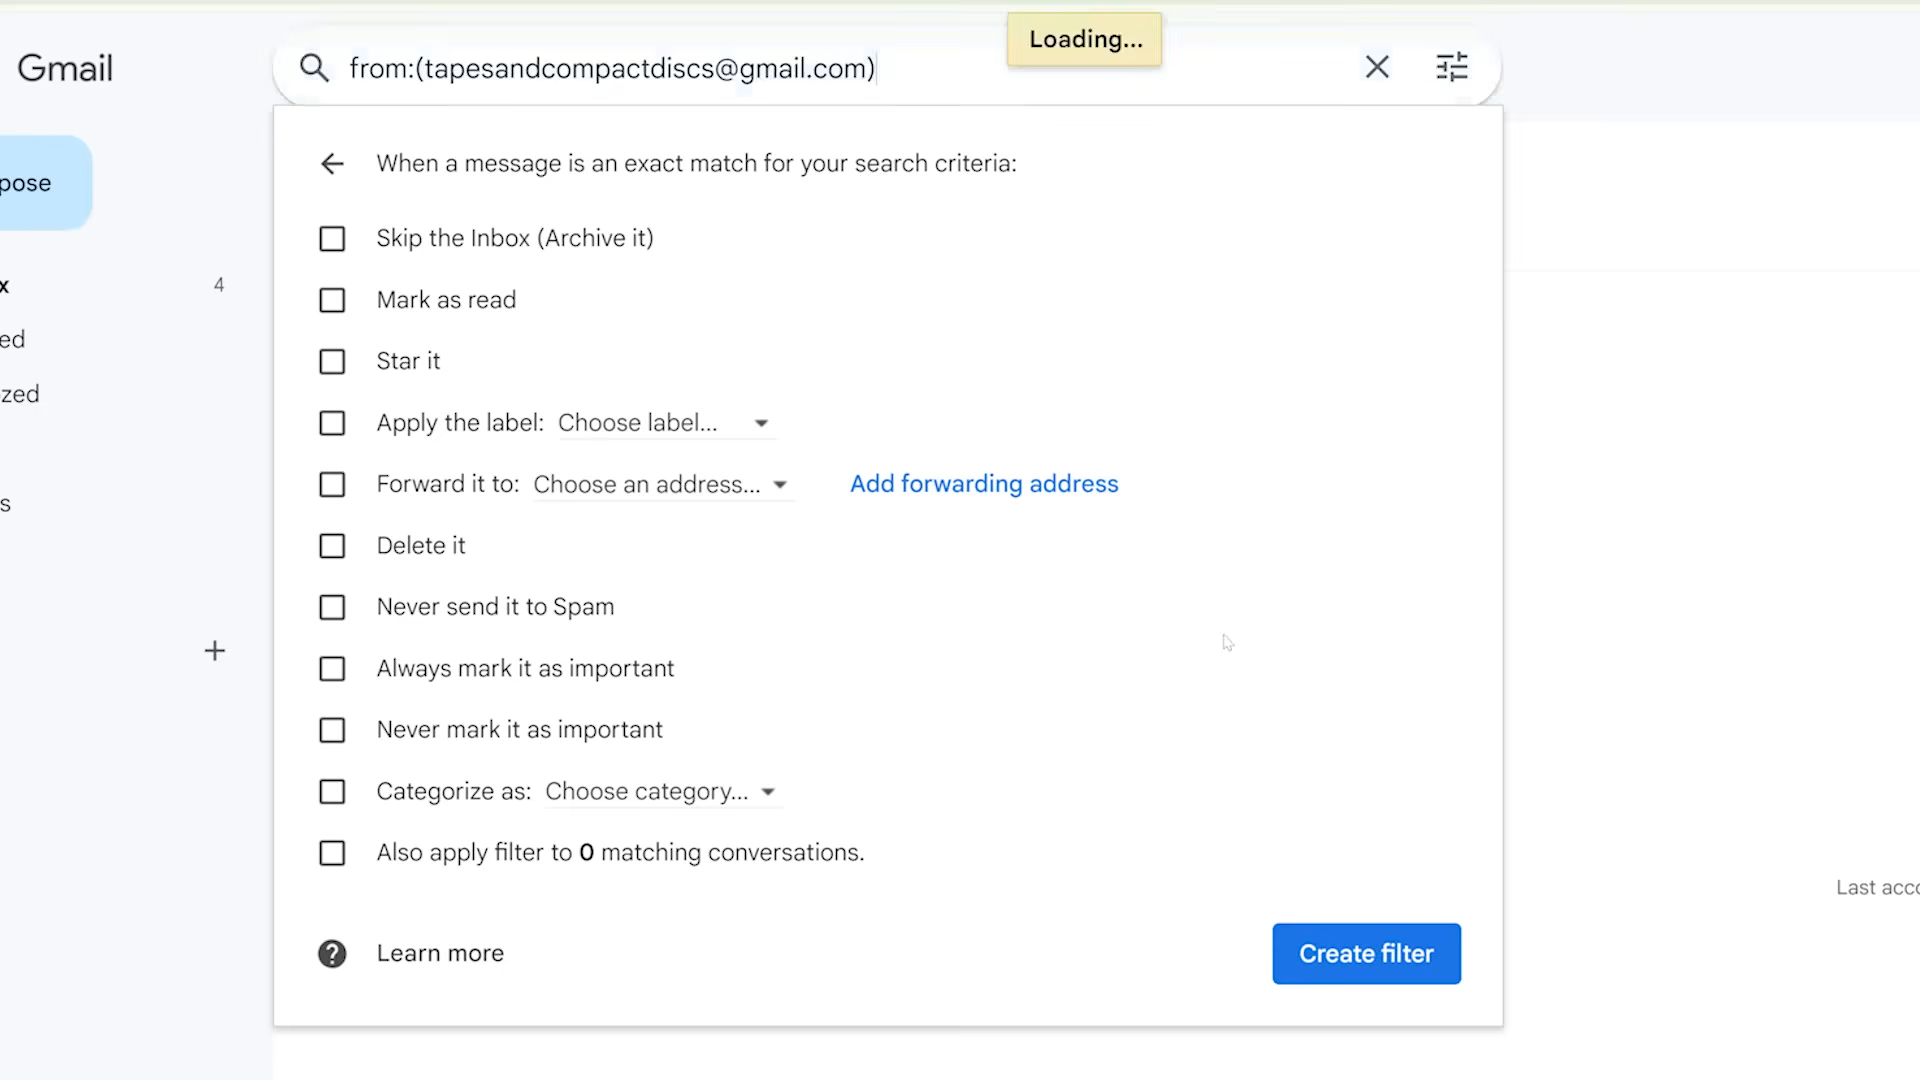 Loading...
Gmail
from:(tapesandcompactdiscs@gmail.com)
pose
When a message is an exact match for your search criteria:
Skip the Inbox (Archive it)
x 4
Mark as read
ed
Star it
zed
Apply the label: Choose label...
Forward it to: Choose an address... Add forwarding address
s
Delete it
Never send it to Spam
Always mark it as important
Never mark it as important
Categorize as: Choose category...
Also apply filter to 0 matching conversations.
Last acco
? Learn more
Create filter